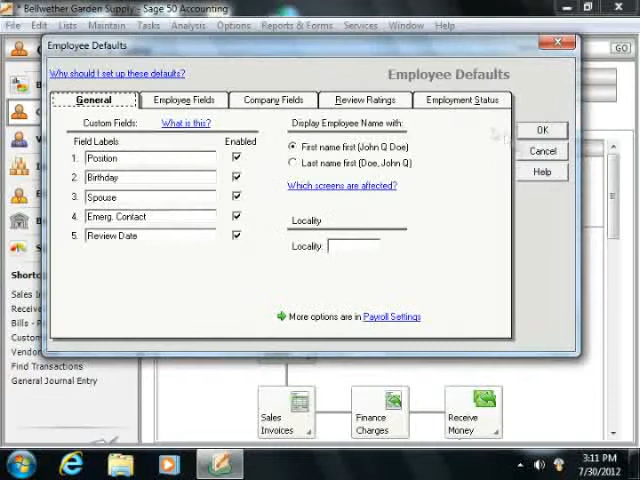 * Bellwether Garden Supply - Sage 50 Accounting
File Edit Lists Maintain Tasks Analysis Options Reports & Forms Services Window Help
GO
Employee Defaults
Why should I set up these defaults?
Employee Defaults
General Employee Fields Company Fields Review Ratings Employment Status
Custom Fields: What is this?
Display Employee Name with:
Field Labels Enabled
1. Position
2. Birthday
3. Spouse
4. Emerg. Contact
5. Review Date
First name first (John Q Doe)
Last name first (Doe, John Q)
Which screens are affected?
Locality
Locality:
More options are in Payroll Settings
OK
Cancel
Help
Shortc
Sales In
Receive
Bills - P
Custom
Vendo
Find Transactions
General Journal Entry
Sales Invoices
Finance Charges
Receive Money
3:11 PM
7/30/2012